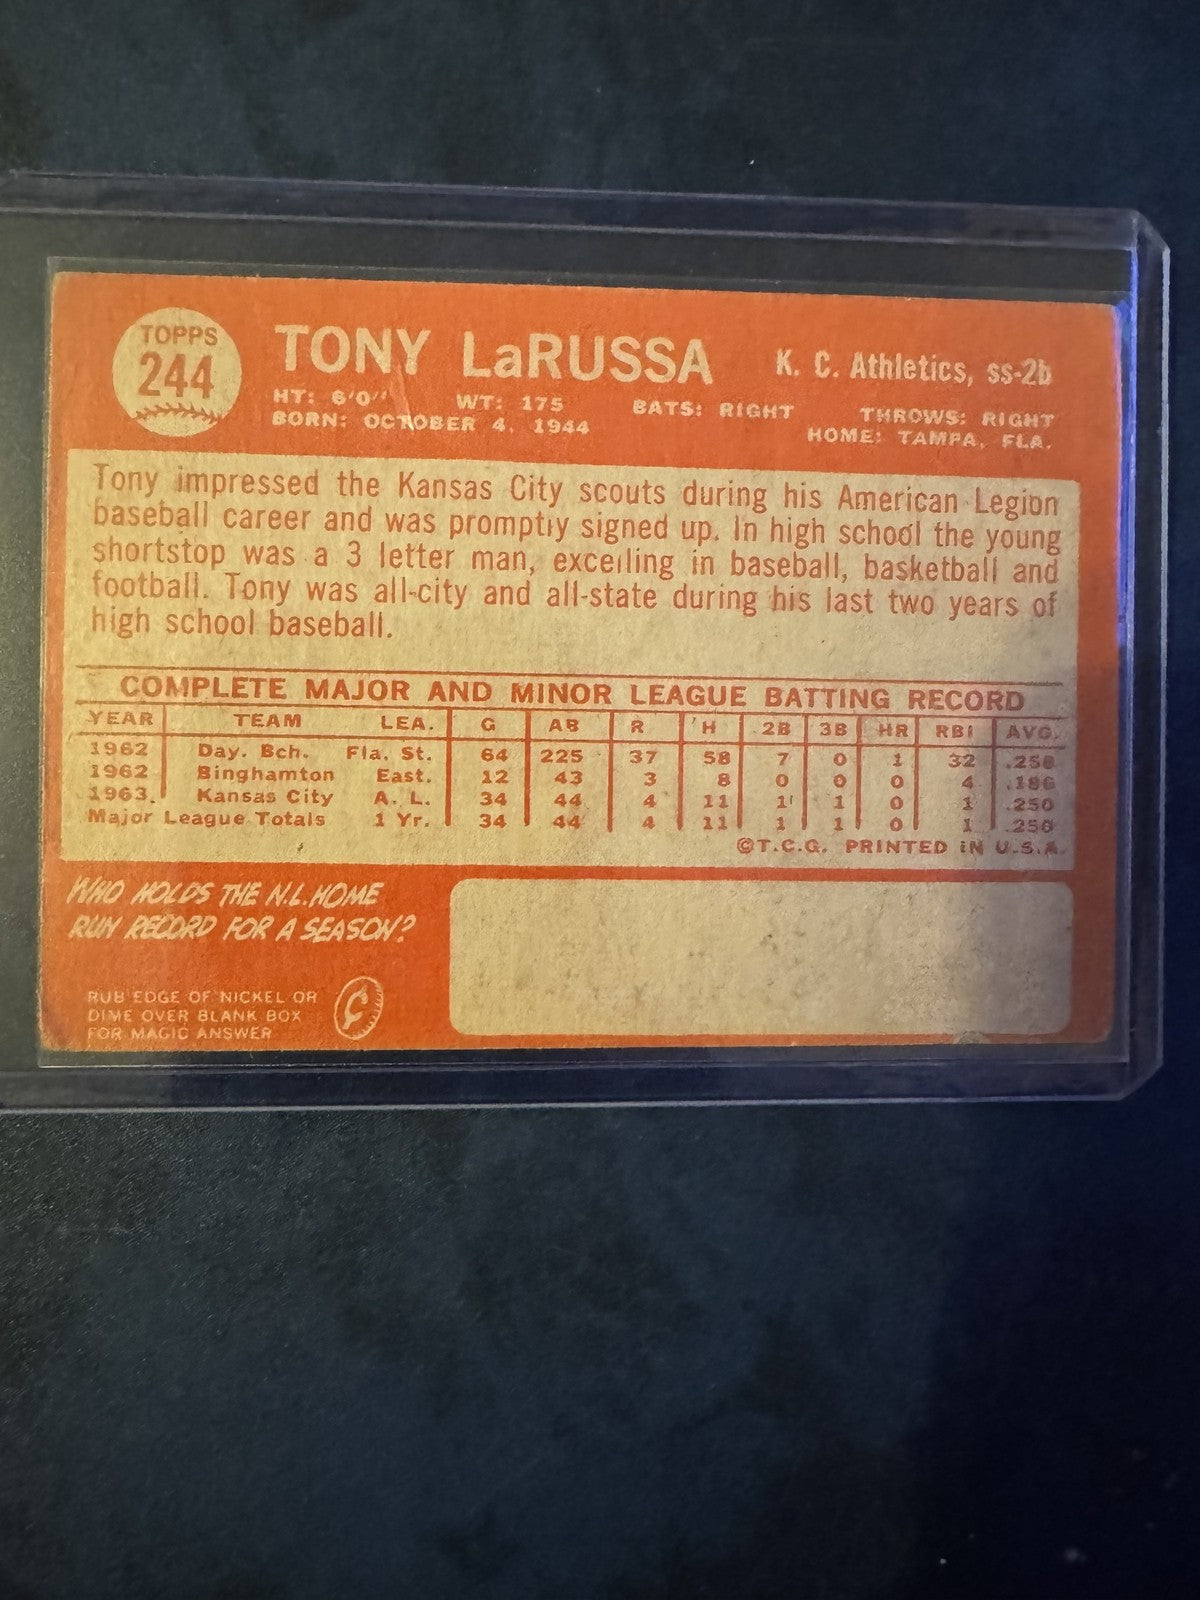 TOPPS
244
TONY LaRUSSA K. C. Athletics, ss-2b
HT: 6'0" WT: 175 BATS: RIGHT THROWS: RIGHT
BORN: OCTOBER 4, 1944 HOME: TAMPA, FLA.
Tony impressed the Kansas City scouts during his American Legion
baseball career and was promptly signed up. In high school the young
shortstop was a 3 letter man, excelling in baseball, basketball and
football. Tony was all-city and all-state during his last two years of
high school baseball.
COMPLETE MAJOR AND MINOR LEAGUE BATTING RECORD
YEAR TEAM LEA. G AB R H 2B 3B HR RBI AVG.
1962 Day. Bch. Fla. St. 64 225 37 58 7 0 1 32 .258
1962 Binghamton East. 12 43 3 8 0 0 0 4 .186
1963. Kansas City A. L. 34 44 4 11 1 1 0 1 .250
Major League Totals 1 Yr. 34 44 4 11 1 1 0 1 .250
©T.C.G. PRINTED IN U.S.A.
WHO HOLDS THE N.L. HOME
RUN RECORD FOR A SEASON?
RUB EDGE OF NICKEL OR
DIME OVER BLANK BOX
FOR MAGIC ANSWER